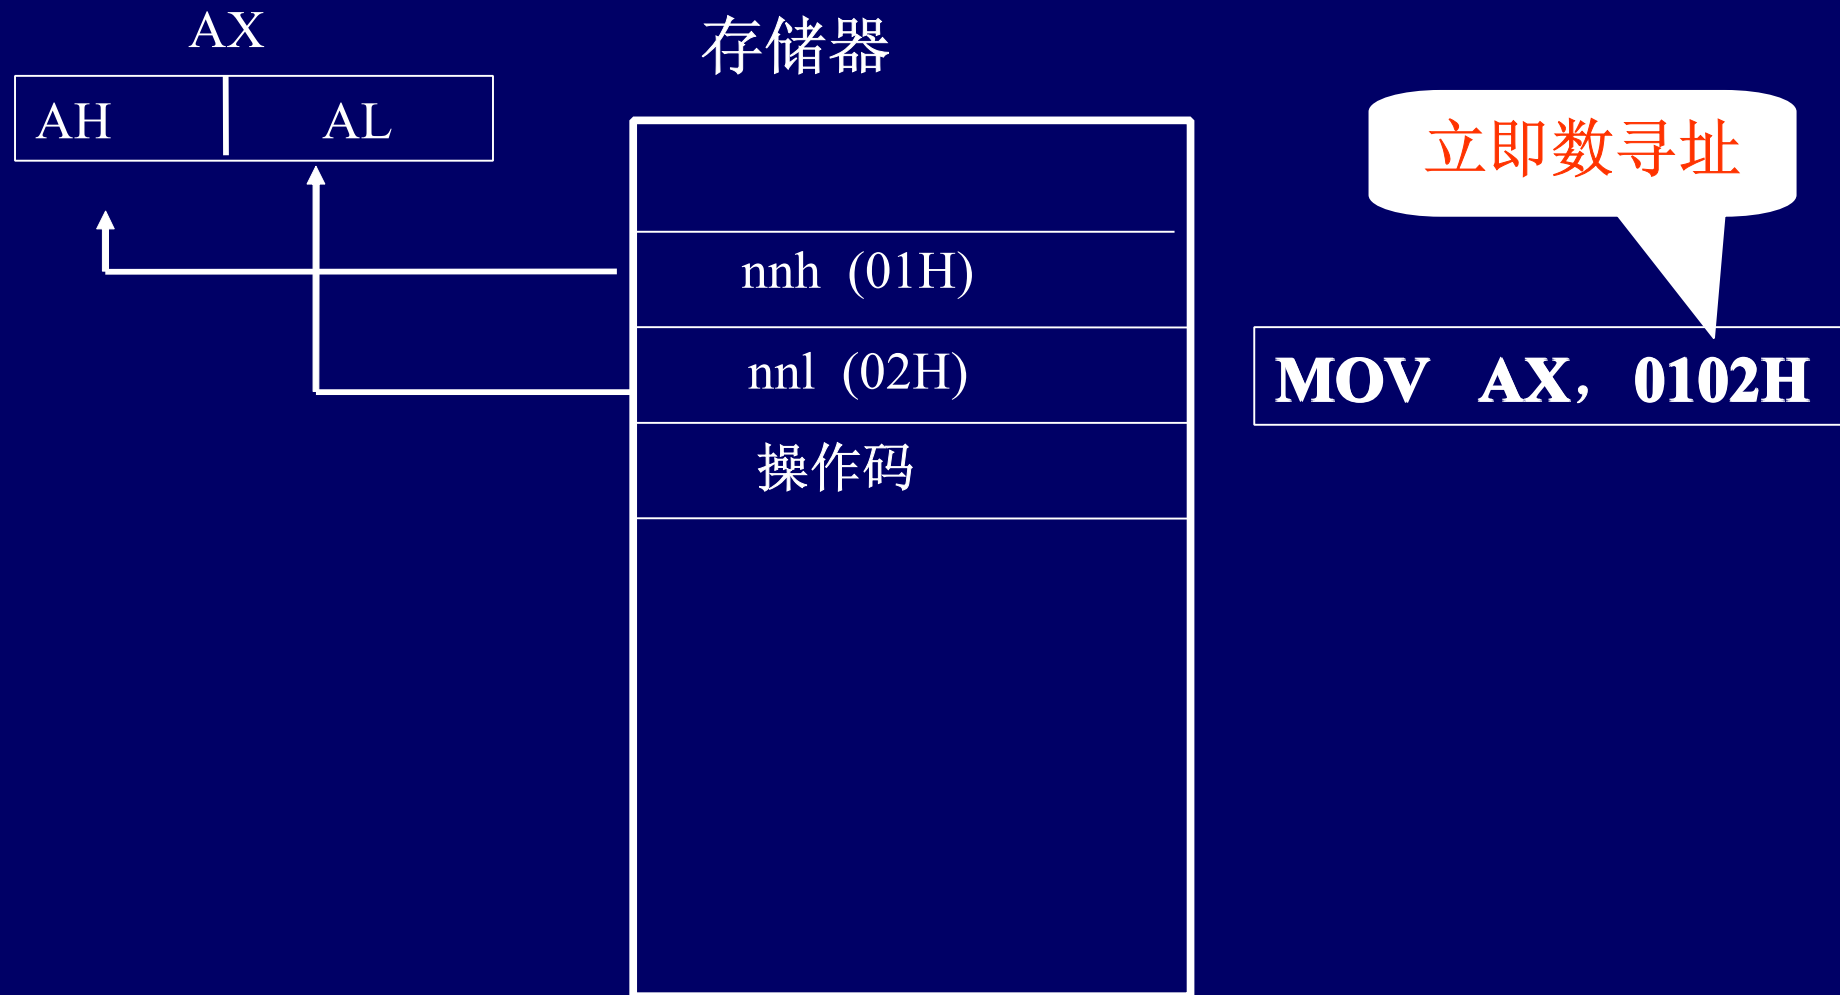 AX
存储器
AH AL
立即数寻址
nnh (01H)
nnl (02H)
MOV AX，0102H
操作码